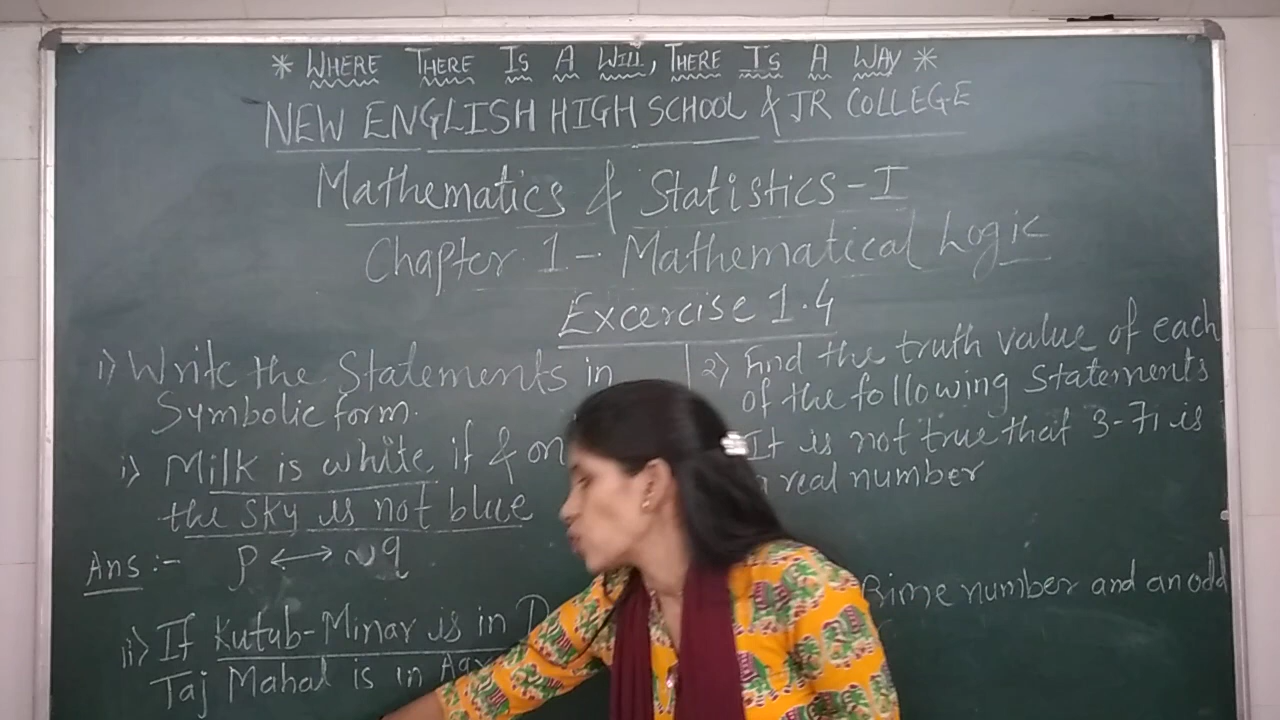 * WHERE THERE IS A WILL, THERE IS A WAY *
NEW ENGLISH HIGH SCHOOL & JR COLLEGE
Mathematics & Statistics-I
Chapter 1 - Mathematical Logic
Excercise 1.4
1) Write the Statements in
Symbolic form.
i) Milk is white if & on
the sky is not blue
Ans :- p ↔ ~q
ii) If Kutub-Minar is in D
Taj Mahal is in Agr
2) Find the truth value of each
of the following Statements
It is not true that 3-7i is
real number
Prime number and an odd